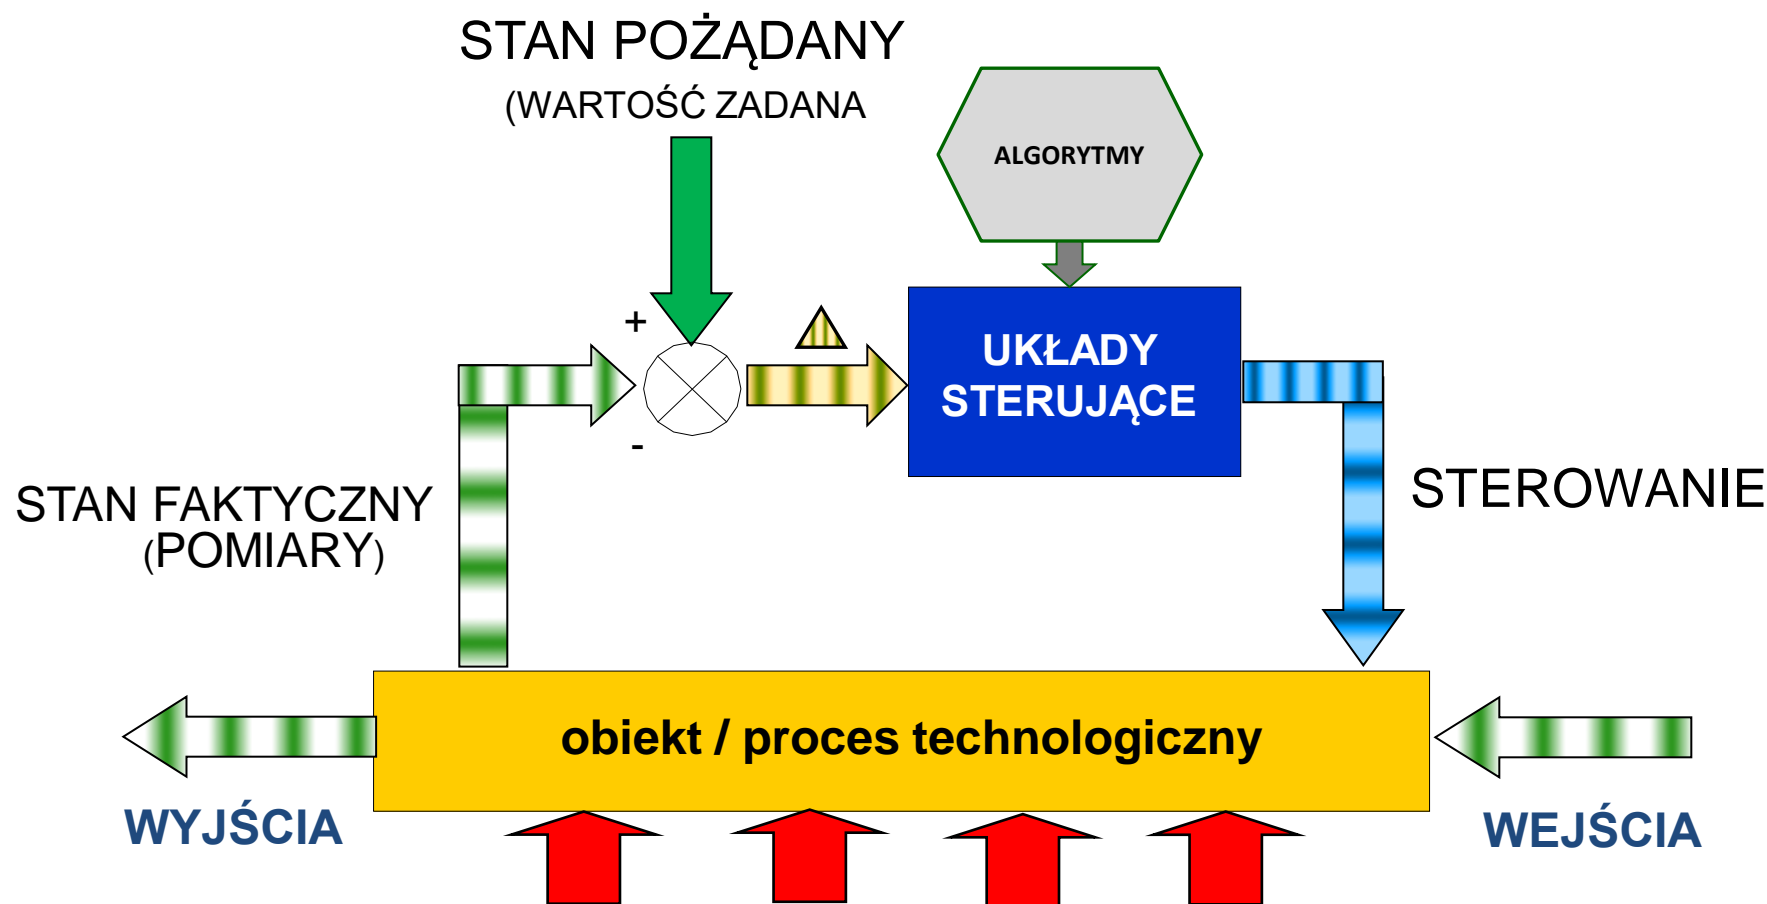 STAN POŻĄDANY
(WARTOŚĆ ZADANA
ALGORYTMY
+
-
UKŁADY
STERUJĄCE
STAN FAKTYCZNY
(POMIARY)
STEROWANIE
obiekt / proces technologiczny
WYJŚCIA
WEJŚCIA